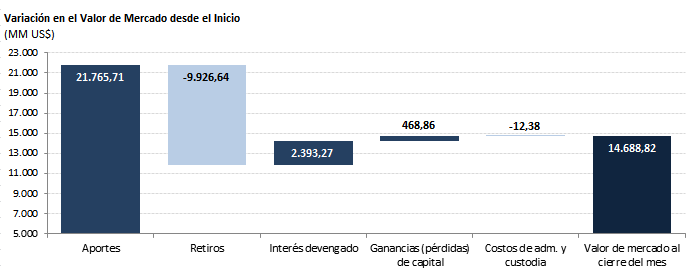 Variación en el Valor de Mercado desde el Inicio
(MM US$)
23.000
21.000
19.000
17.000
15.000
13.000
11.000
9.000
7.000
5.000
21.765,71
-9.926,64
2.393,27
468,86
-12,38
14.688,82
Aportes
Retiros
Interés devengado
Ganancias (pérdidas)
de capital
Costos de adm. y
custodia
Valor de mercado al
cierre del mes